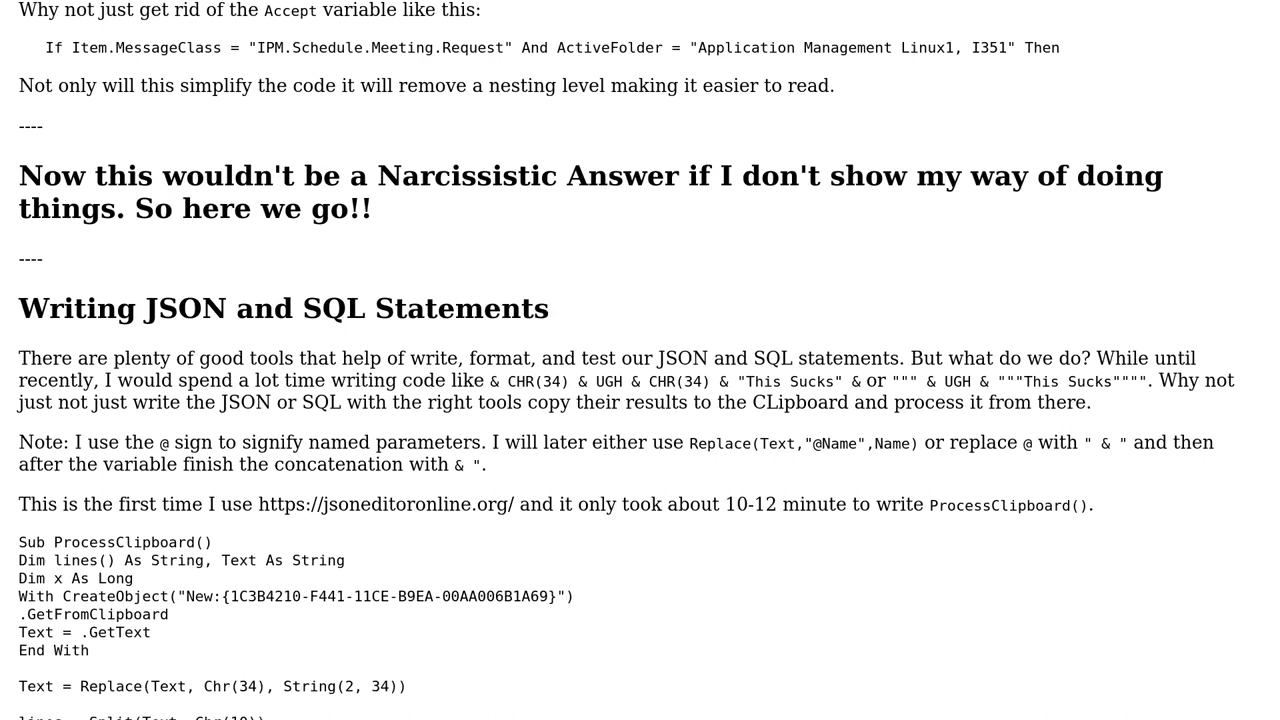 Why not just get rid of the Accept variable like this:
If Item.MessageClass = "IPM.Schedule.Meeting.Request" And ActiveFolder = "Application Management Linux1, I351" Then
Not only will this simplify the code it will remove a nesting level making it easier to read.
----
Now this wouldn't be a Narcissistic Answer if I don't show my way of doing
things. So here we go!!
----
Writing JSON and SQL Statements
There are plenty of good tools that help of write, format, and test our JSON and SQL statements. But what do we do? While until
recently, I would spend a lot time writing code like & CHR(34) & UGH & CHR(34) & "This Sucks" & or """ & UGH & """This Sucks"""". Why not
just not just write the JSON or SQL with the right tools copy their results to the CLipboard and process it from there.
Note: I use the @ sign to signify named parameters. I will later either use Replace(Text,"@Name",Name) or replace @ with " & " and then
after the variable finish the concatenation with & ".
This is the first time I use https://jsoneditoronline.org/ and it only took about 10-12 minute to write ProcessClipboard().
Sub ProcessClipboard()
Dim lines() As String, Text As String
Dim x As Long
With CreateObject("New:{1C3B4210-F441-11CE-B9EA-00AA006B1A69}")
.GetFromClipboard
Text = .GetText
End With
Text = Replace(Text, Chr(34), String(2, 34))
lines = Split(Text, Chr(10))